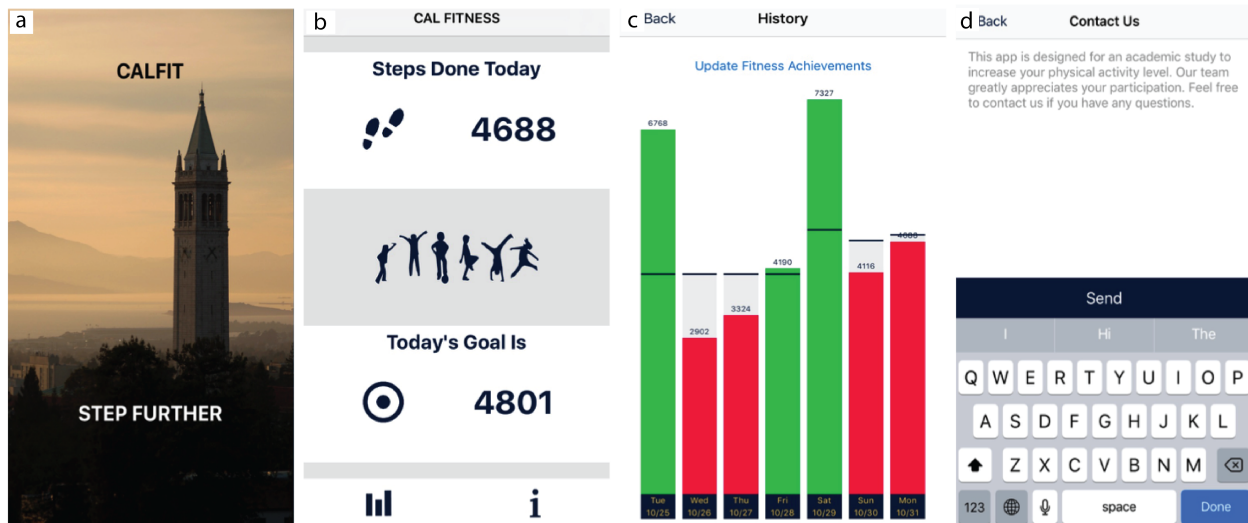 a
CALFIT
STEP FURTHER
b
CAL FITNESS
Steps Done Today
4688
Today's Goal Is
4801
i
c
Back
History
Update Fitness Achievements
6768
2902
3324
4190
7327
4116
4688
Tue
10/25
Wed
10/26
Thu
10/27
Fri
10/28
Sat
10/29
Sun
10/30
Mon
10/31
d
Back
Contact Us
This app is designed for an academic study to
increase your physical activity level. Our team
greatly appreciates your participation. Feel free
to contact us if you have any questions.
Send
I Hi The
Q W E R T Y U I O P
A S D F G H J K L
Z X C V B N M
123 space Done